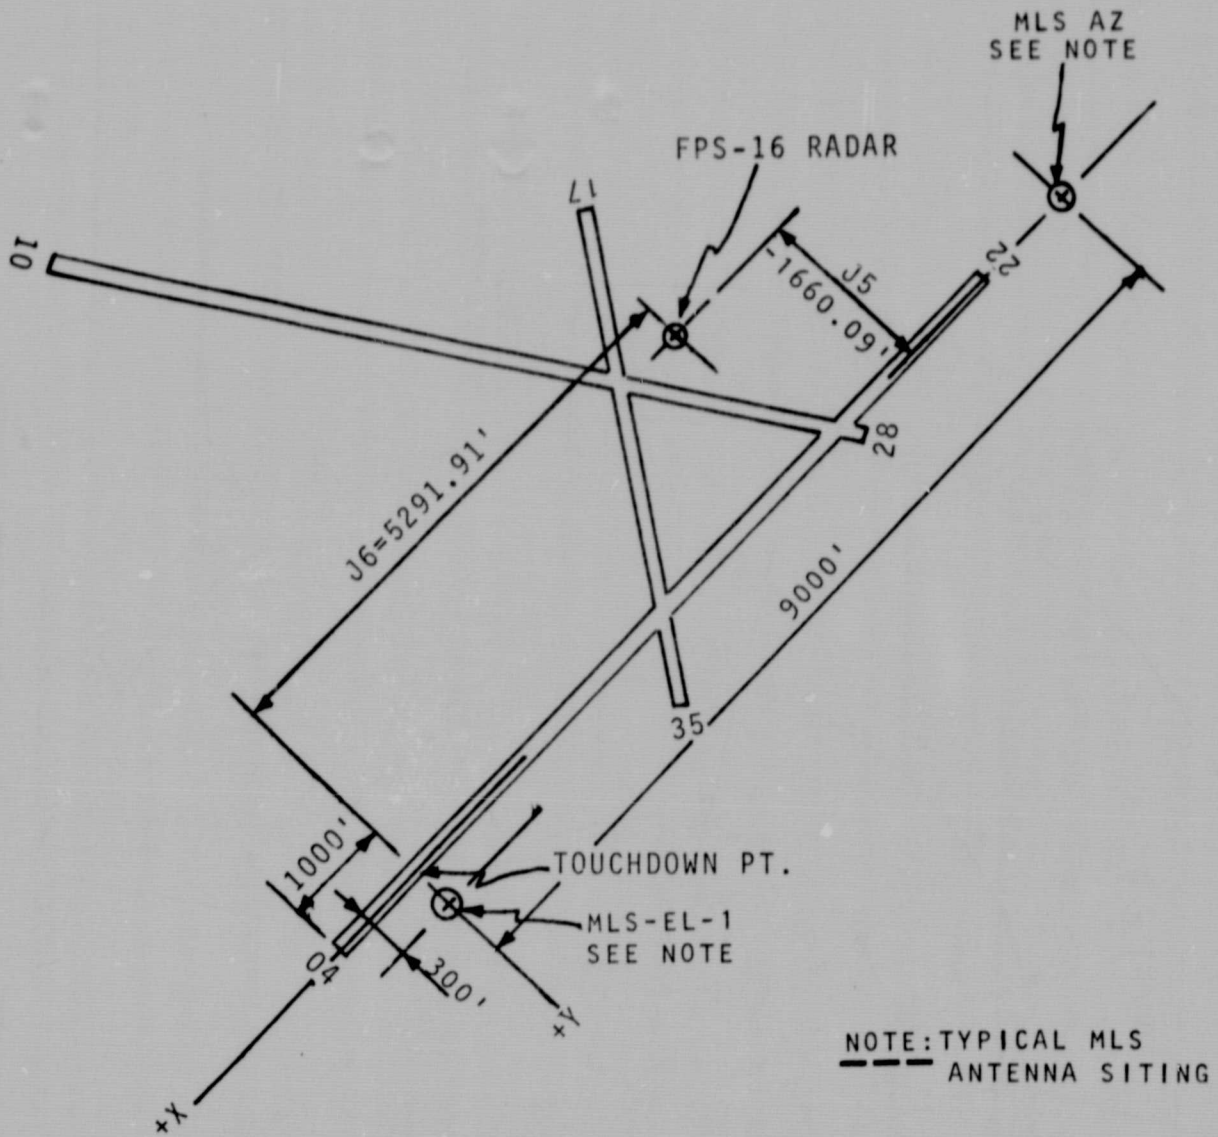 MLS AZ
SEE NOTE
FPS-16 RADAR
17
10
22
J5
-1660.09'
28
J6=5291.91'
9000'
35
1000'
TOUCHDOWN PT.
MLS-EL-1
SEE NOTE
04
300'
+Y
+X
NOTE: TYPICAL MLS
ANTENNA SITING